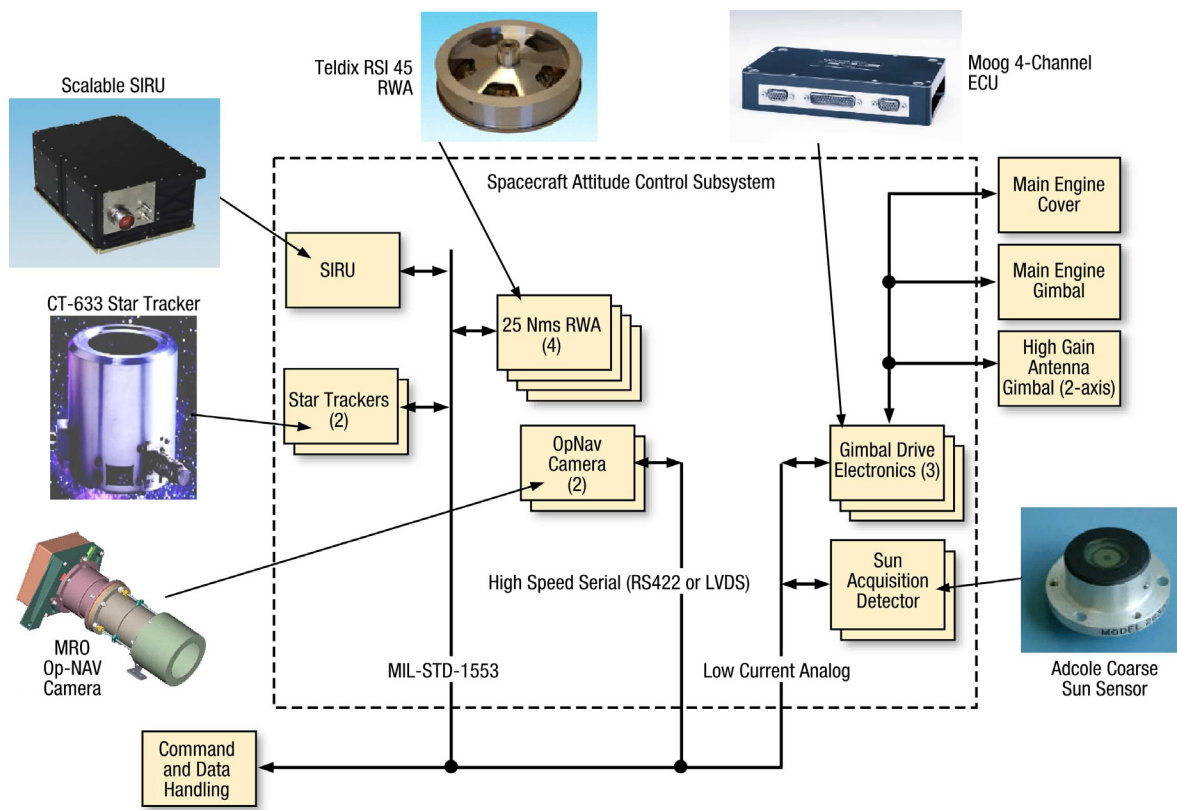 Scalable SIRU
Teldix RSI 45
RWA
Moog 4-Channel
ECU
Spacecraft Attitude Control Subsystem
Main Engine
Cover
SIRU
Main Engine
Gimbal
CT-633 Star Tracker
25 Nms RWA
(4)
High Gain
Antenna
Gimbal (2-axis)
Star Trackers
(2)
OpNav
Camera
(2)
Gimbal Drive
Electronics (3)
High Speed Serial (RS422 or LVDS)
Sun
Acquisition
Detector
MODEL
MRO
Op-NAV
Camera
MIL-STD-1553
Low Current Analog
Adcole Coarse
Sun Sensor
Command
and Data
Handling